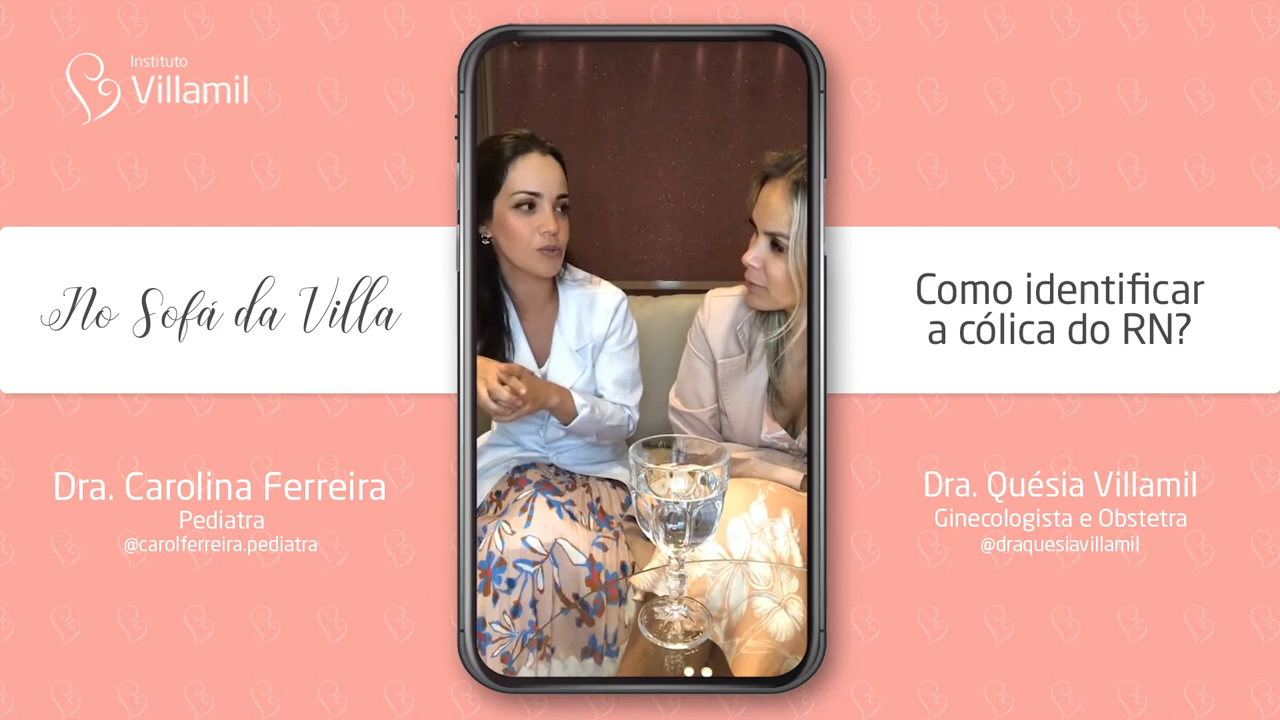 Instituto
Villamil
No Sofá da Villa
Como identificar
a cólica do RN?
Dra. Carolina Ferreira
Pediatra
@carolferreira.pediatra
Dra. Quésia Villamil
Ginecologista e Obstetra
@draquesiavillamil